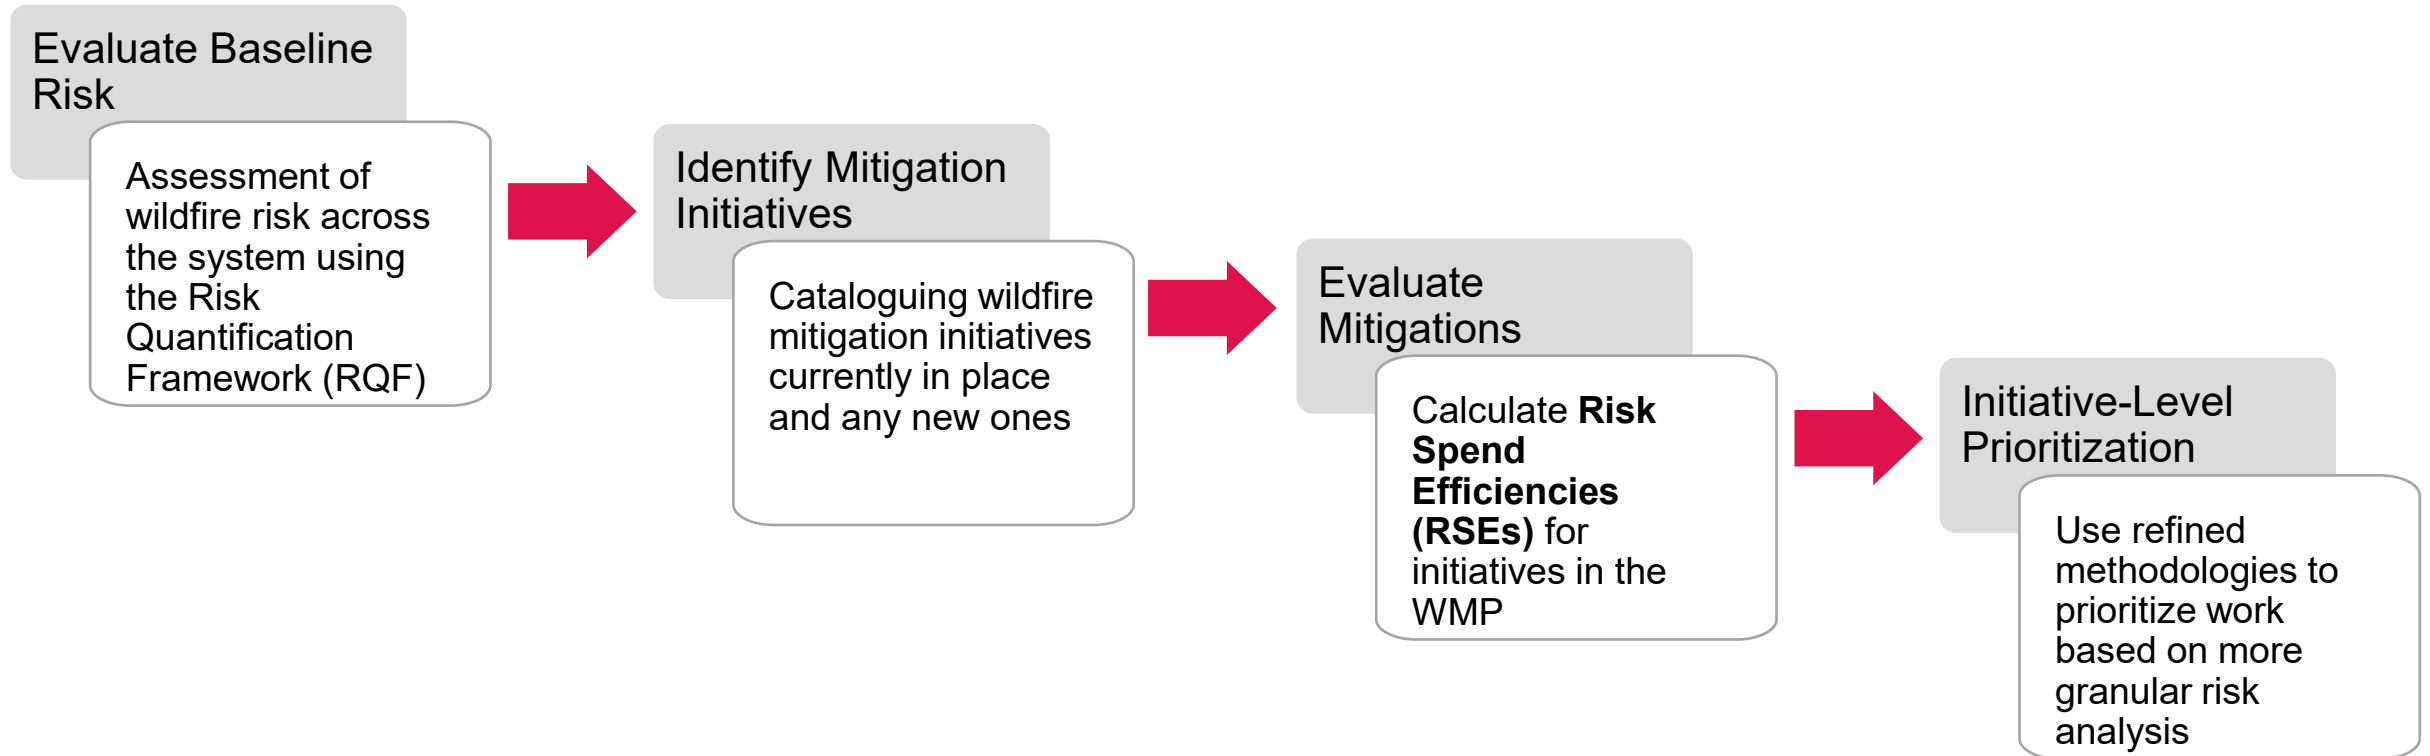 Evaluate Baseline
Risk
Assessment of
wildfire risk across
the system using
the Risk
Quantification
Framework (RQF)
Identify Mitigation
Initiatives
Cataloguing wildfire
mitigation initiatives
currently in place
and any new ones
Evaluate
Mitigations
Calculate Risk
Spend
Efficiencies
(RSEs) for
initiatives in the
WMP
Initiative-Level
Prioritization
Use refined
methodologies to
prioritize work
based on more
granular risk
analysis